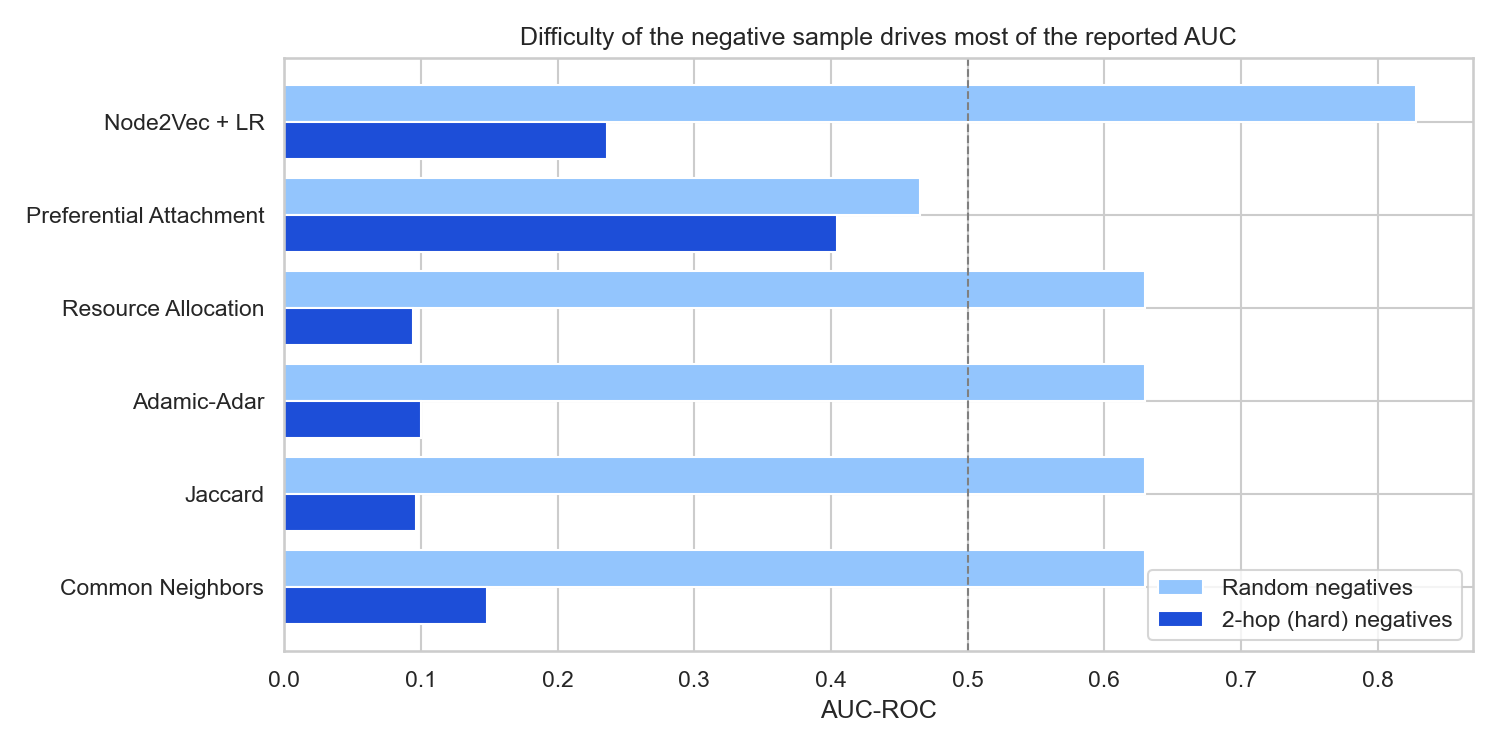 Difficulty of the negative sample drives most of the reported AUC
Node2Vec + LR
Preferential Attachment
Resource Allocation
Adamic-Adar
Jaccard
Common Neighbors
Random negatives
2-hop (hard) negatives
0.0 0.1 0.2 0.3 0.4 0.5 0.6 0.7 0.8
AUC-ROC